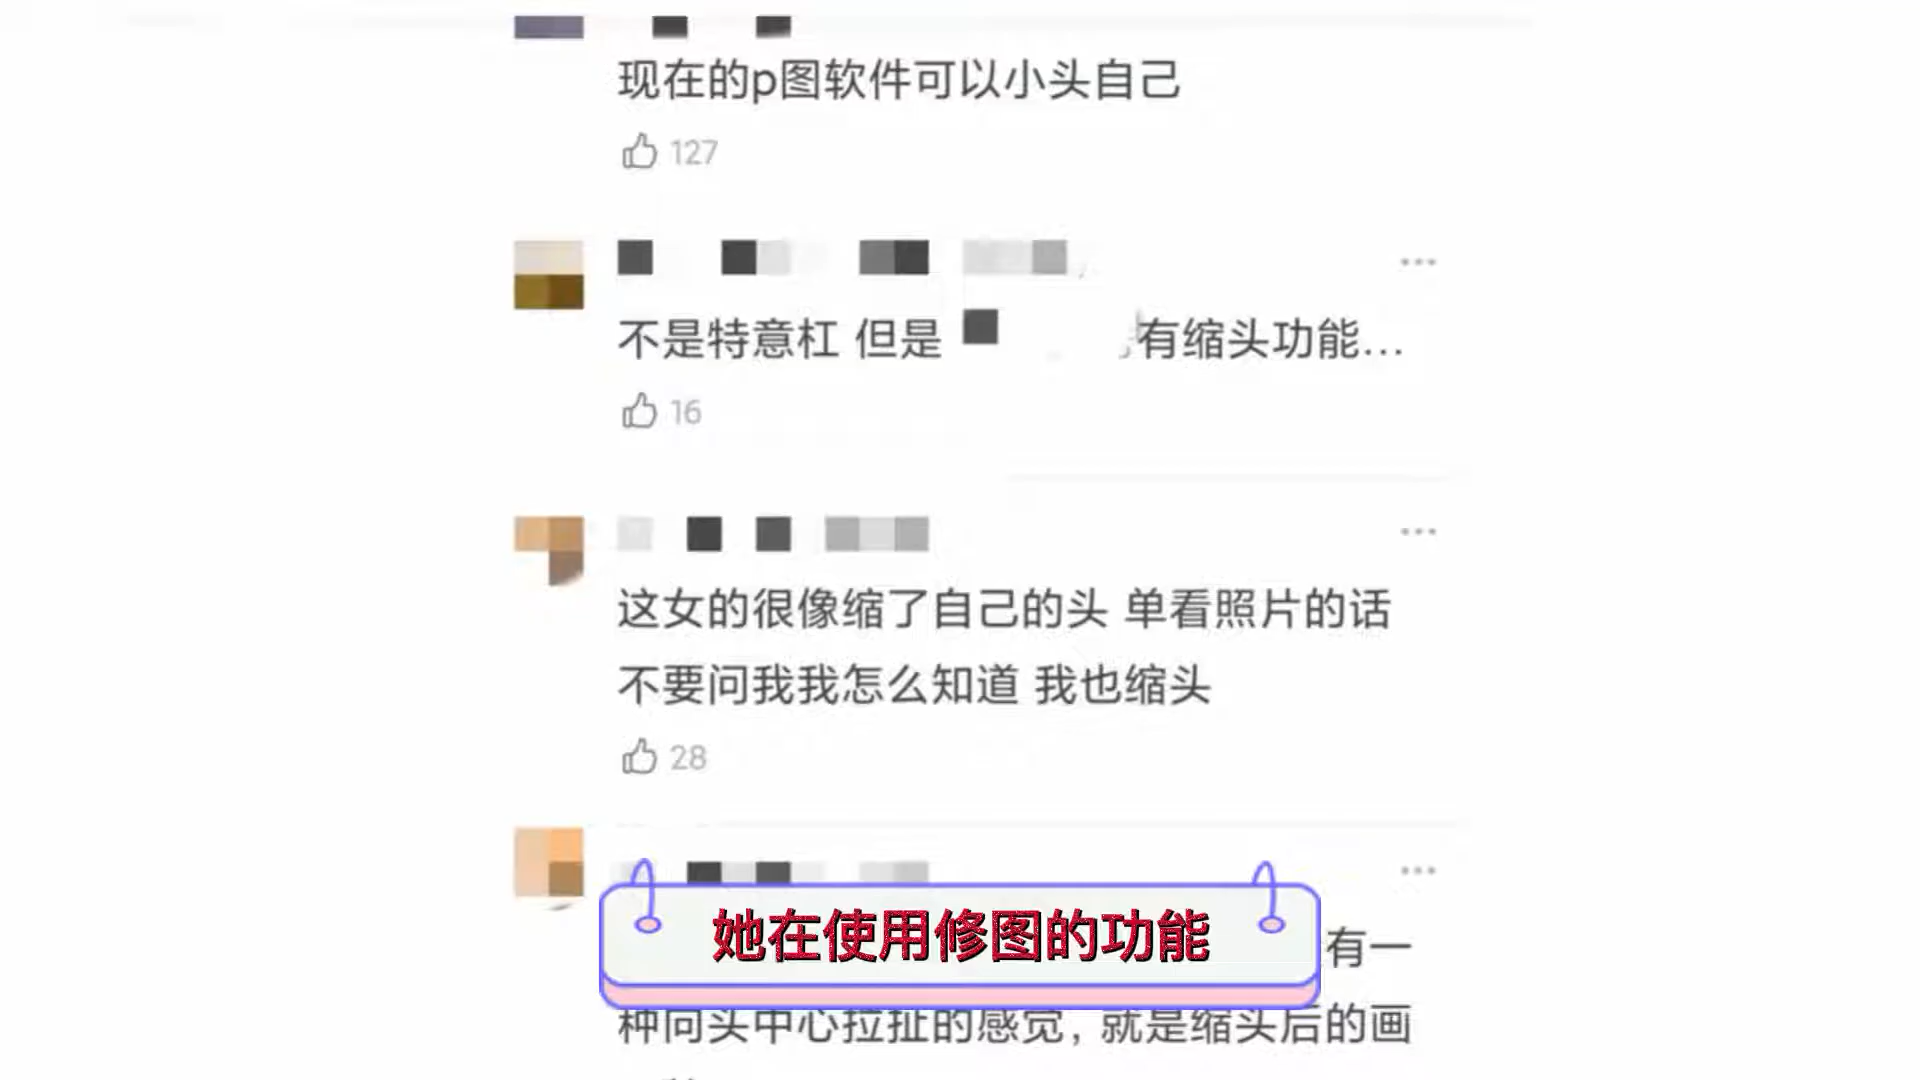 现在的p图软件可以小头自己
127
不是特意杠 但是
有缩头功能...
16
这女的很像缩了自己的头 单看照片的话
不要问我我怎么知道 我也缩头
28
她在使用修图的功能
有一
种向头中心拉扯的感觉，就是缩头后的画